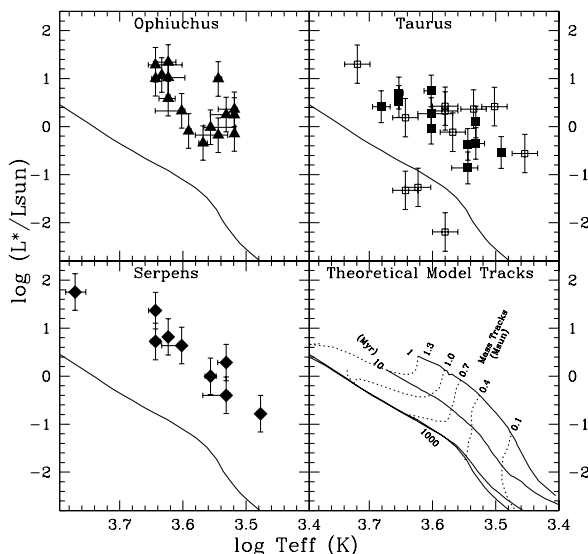 Ophiuchus
Taurus
2
1
0
-1
-2
Serpens
Theoretical Model Tracks
2
1
0
-1
-2
(Myr)
10
1
1000
1.3
1.0
0.7
0.4
0.1
Mass Tracks
(Msun)
3.7
3.6
3.5
3.4
3.7
3.6
3.5
3.4
log (L*/Lsun)
log Teff (K)